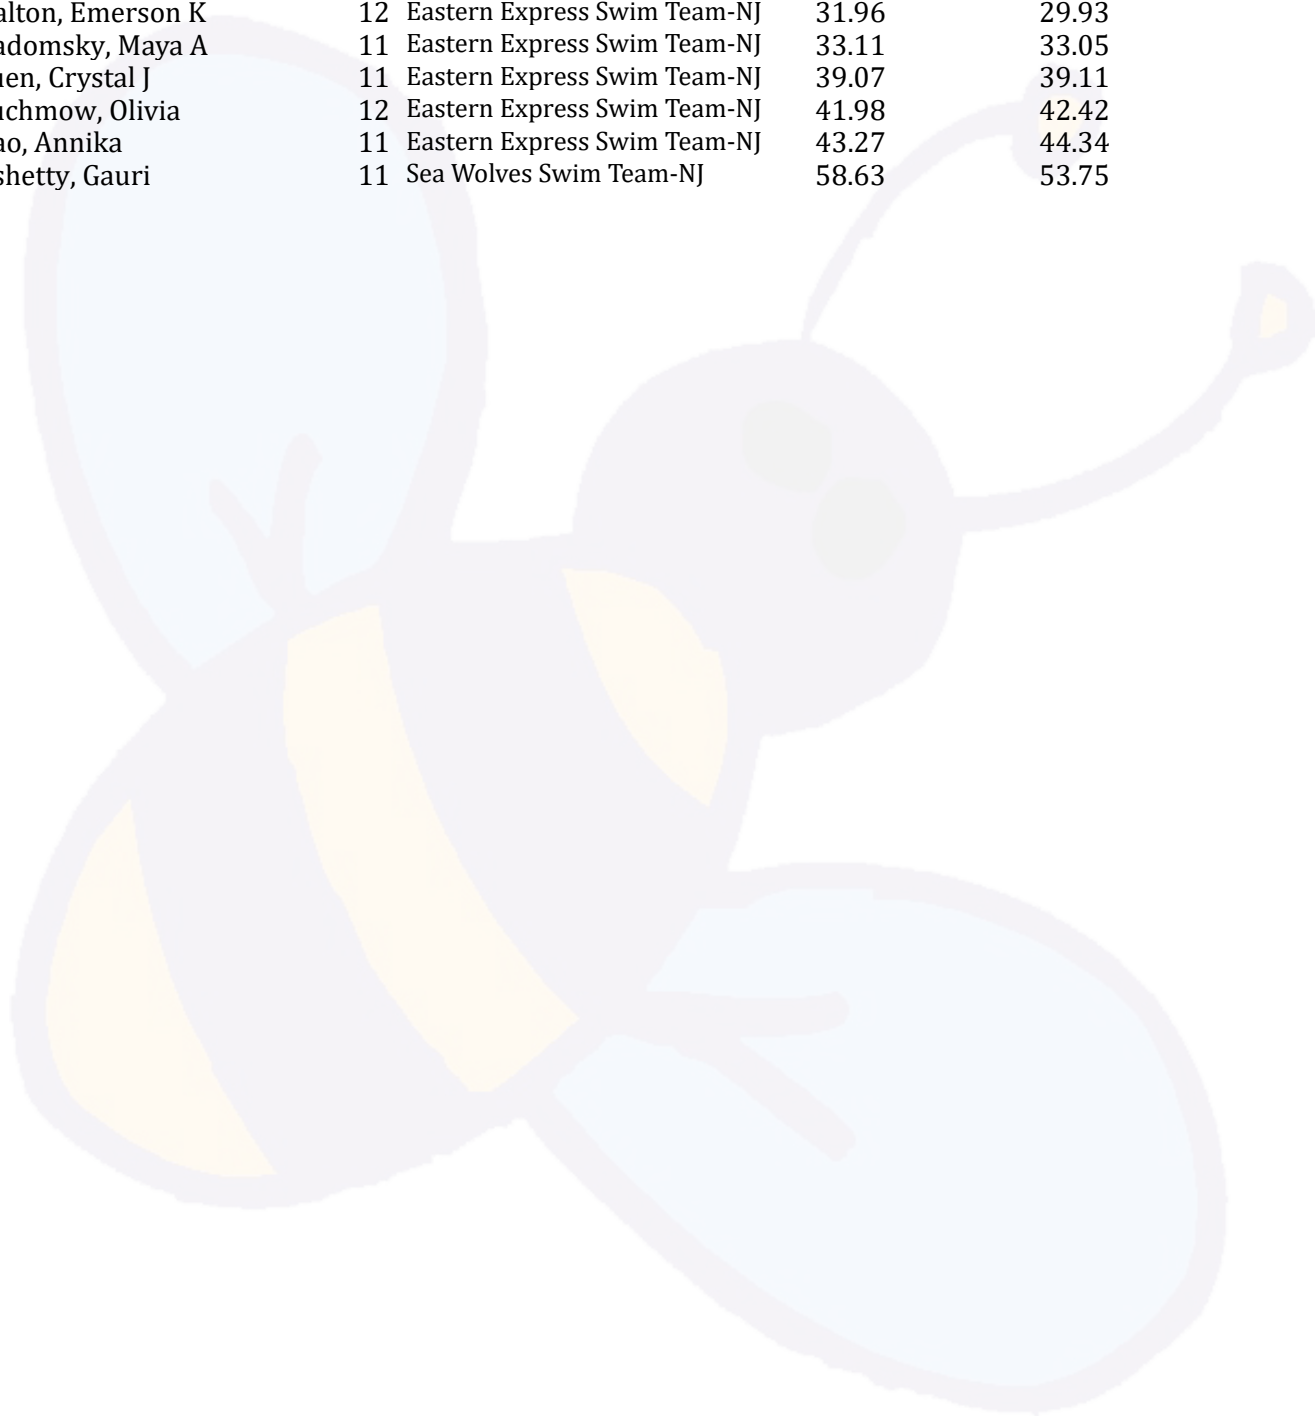 alton, Emerson K 12 Eastern Express Swim Team-NJ 31.96 29.93
adomsky, Maya A 11 Eastern Express Swim Team-NJ 33.11 33.05
uen, Crystal J 11 Eastern Express Swim Team-NJ 39.07 39.11
uchmow, Olivia 12 Eastern Express Swim Team-NJ 41.98 42.42
ao, Annika 11 Eastern Express Swim Team-NJ 43.27 44.34
shetty, Gauri 11 Sea Wolves Swim Team-NJ 58.63 53.75